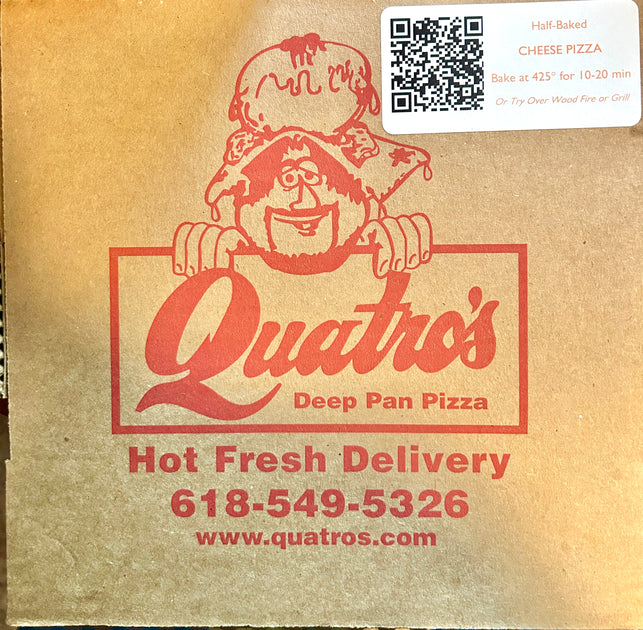 Half-Baked
CHEESE PIZZA
Bake at 425° for 10-20 min
Or Try Over Wood Fire or Grill
Quatro's
Deep Pan Pizza
Hot Fresh Delivery
618-549-5326
www.quatros.com